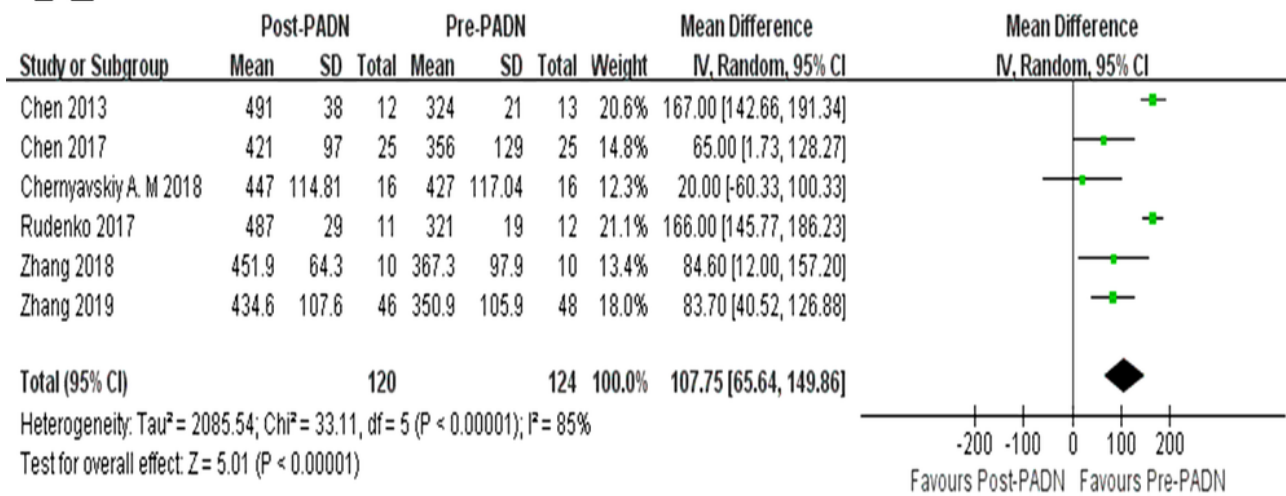 Post-PADN Pre-PADN Mean Difference Mean Difference
Study or Subgroup Mean SD Total Mean SD Total Weight IV, Random, 95% CI IV, Random, 95% CI
Chen 2013 491 38 12 324 21 13 20.6% 167.00 [142.66, 191.34]
Chen 2017 421 97 25 356 129 25 14.8% 65.00 [1.73, 128.27]
Chernyavskiy A. M 2018 447 114.81 16 427 117.04 16 12.3% 20.00 [-60.33, 100.33]
Rudenko 2017 487 29 11 321 19 12 21.1% 166.00 [145.77, 186.23]
Zhang 2018 451.9 64.3 10 367.3 97.9 10 13.4% 84.60 [12.00, 157.20]
Zhang 2019 434.6 107.6 46 350.9 105.9 48 18.0% 83.70 [40.52, 126.88]
Total (95% CI) 120 124 100.0% 107.75 [65.64, 149.86]
Heterogeneity: Tau² = 2085.54; Chi² = 33.11, df = 5 (P < 0.00001); I² = 85%
Test for overall effect: Z = 5.01 (P < 0.00001)
-200 -100 0 100 200
Favours Post-PADN Favours Pre-PADN